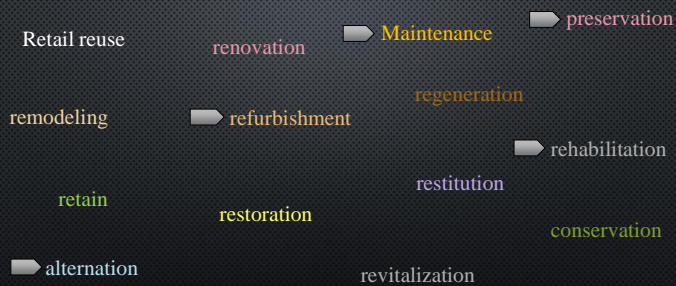 preservation
Retail reuse
renovation
Maintenance
regeneration
remodeling
refurbishment
rehabilitation
restitution
retain
restoration
conservation
alternation
revitalization